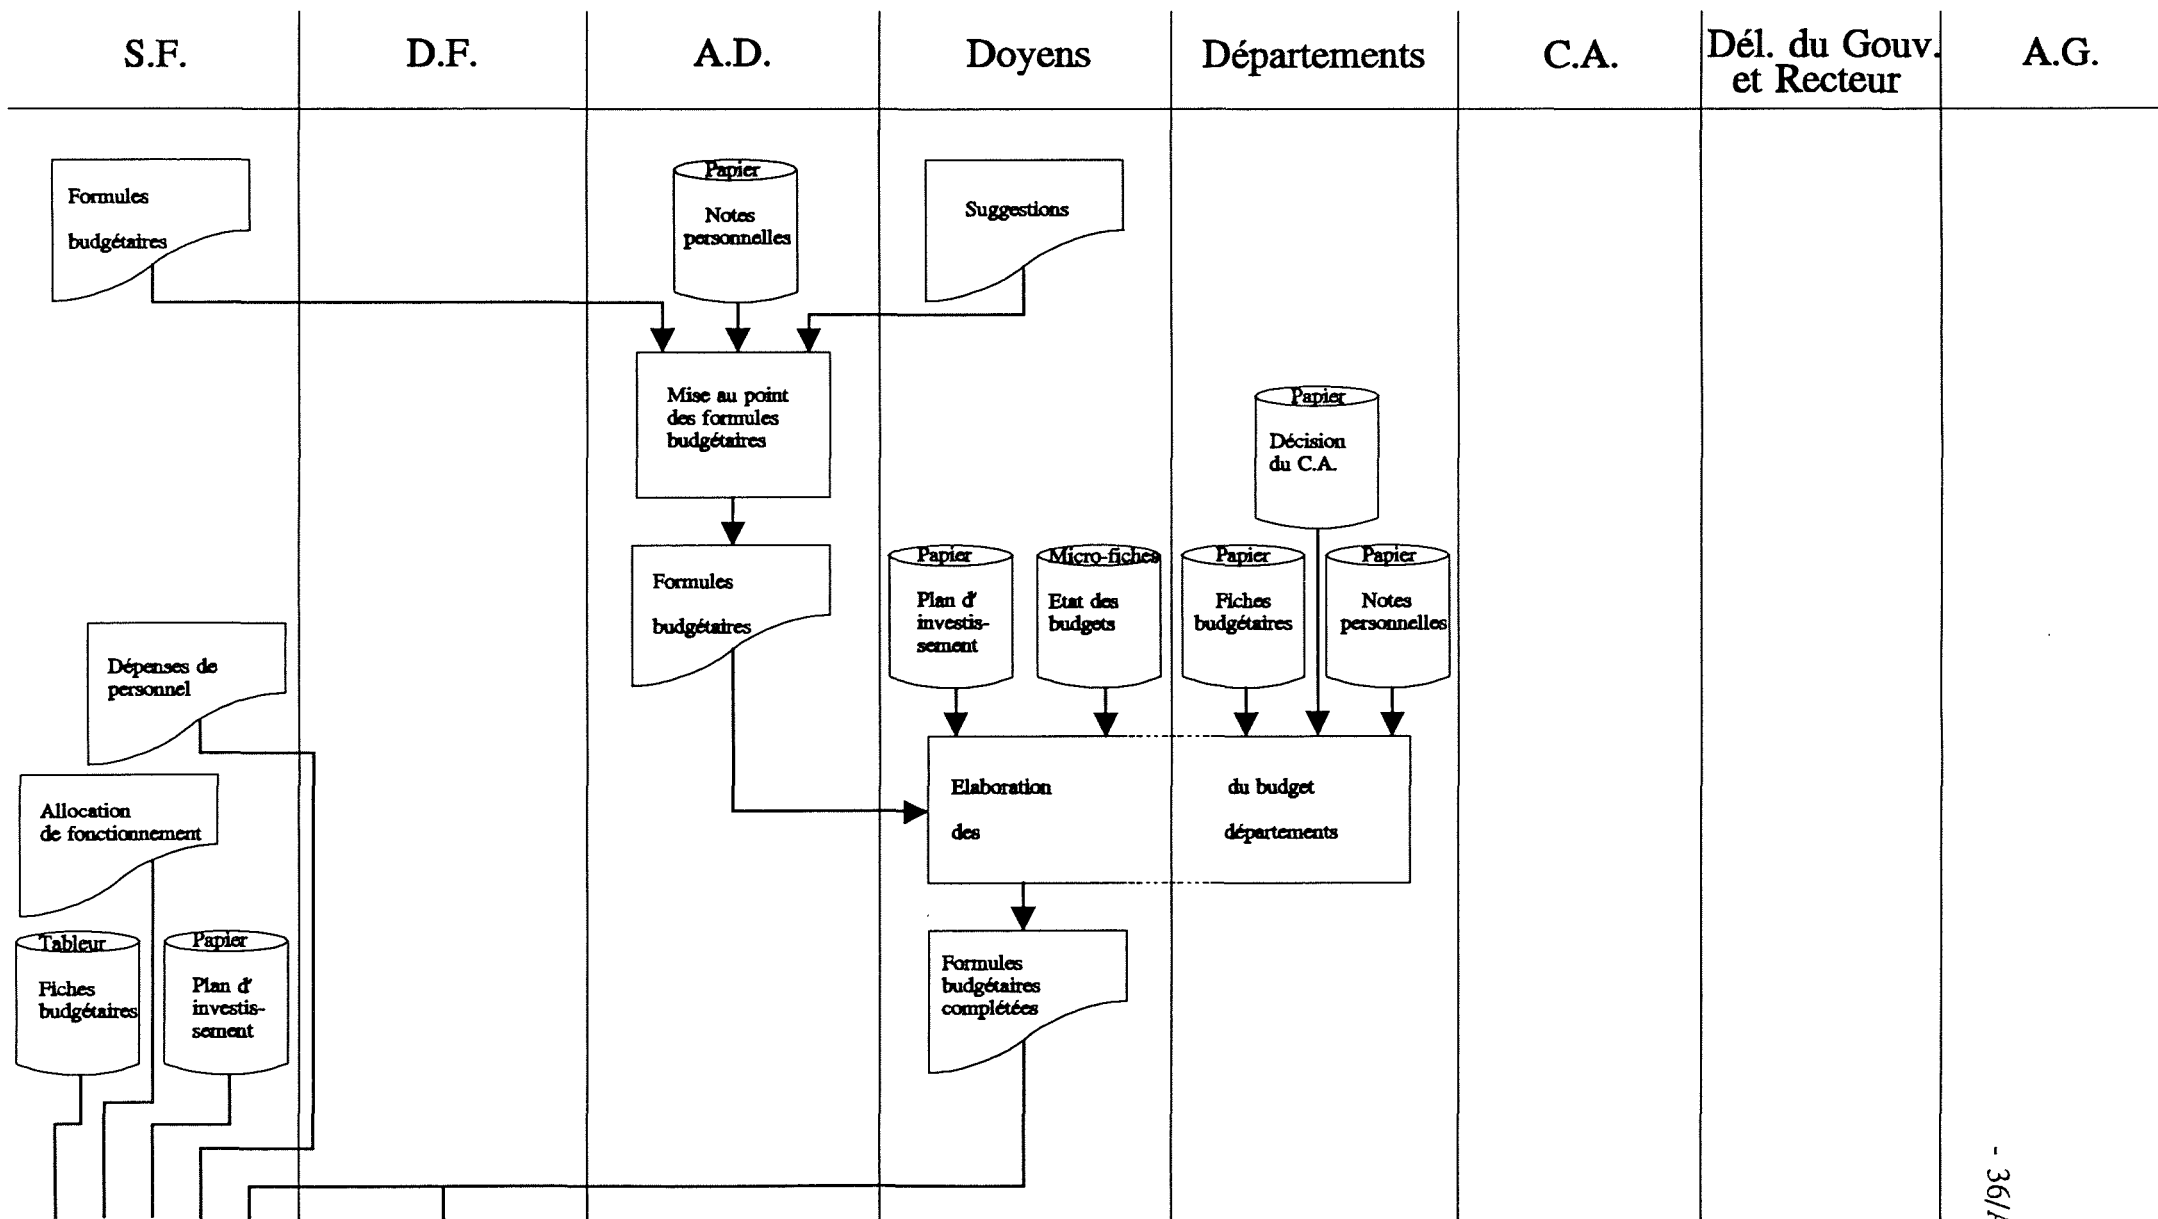 S.F.
D.F.
A.D.
Doyens
Départements
C.A.
Dél. du Gouv.
et Recteur
A.G.
Formules
budgétaires
Papier
Notes
personnelles
Suggestions
Mise au point
des formules
budgétaires
Papier
Décision
du C.A.
Formules
budgétaires
Papier
Plan d'
investis-
sement
Micro-fiches
Etat des
budgets
Papier
Fiches
budgétaires
Papier
Notes
personnelles
Dépenses de
personnel
Allocation
de fonctionnement
Elaboration du budget
des départements
Tableur
Fiches
budgétaires
Papier
Plan d'
investis-
sement
Formules
budgétaires
complétées
- 36/